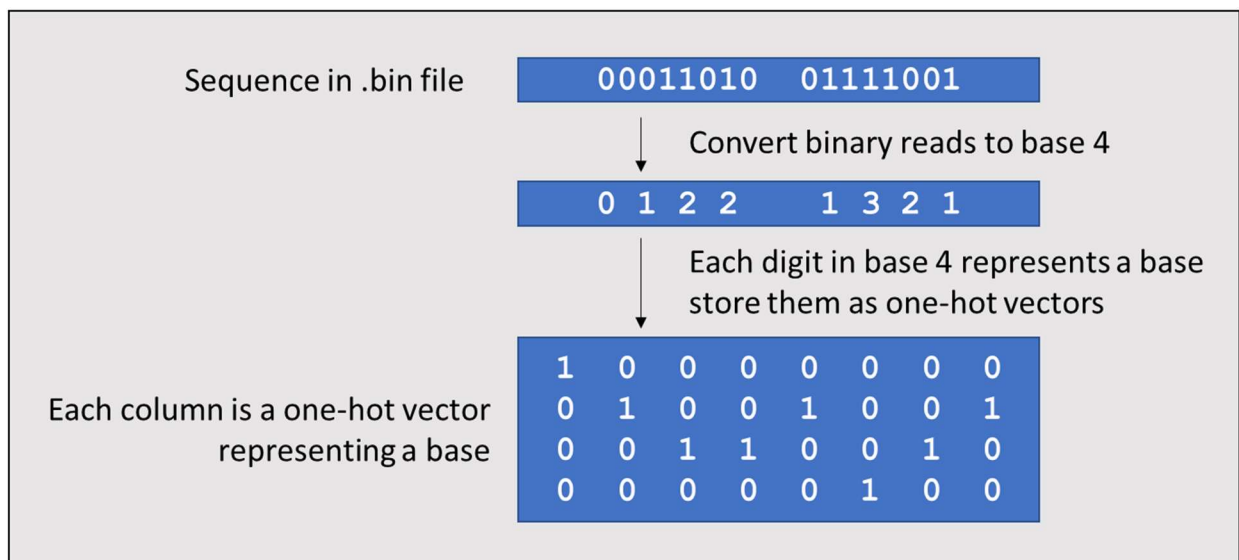 Sequence in .bin file
00011010 01111001
Convert binary reads to base 4
0 1 2 2 1 3 2 1
Each digit in base 4 represents a base
store them as one-hot vectors
Each column is a one-hot vector
representing a base
1 0 0 0 0 0 0 0
0 1 0 0 1 0 0 1
0 0 1 1 0 0 1 0
0 0 0 0 0 1 0 0